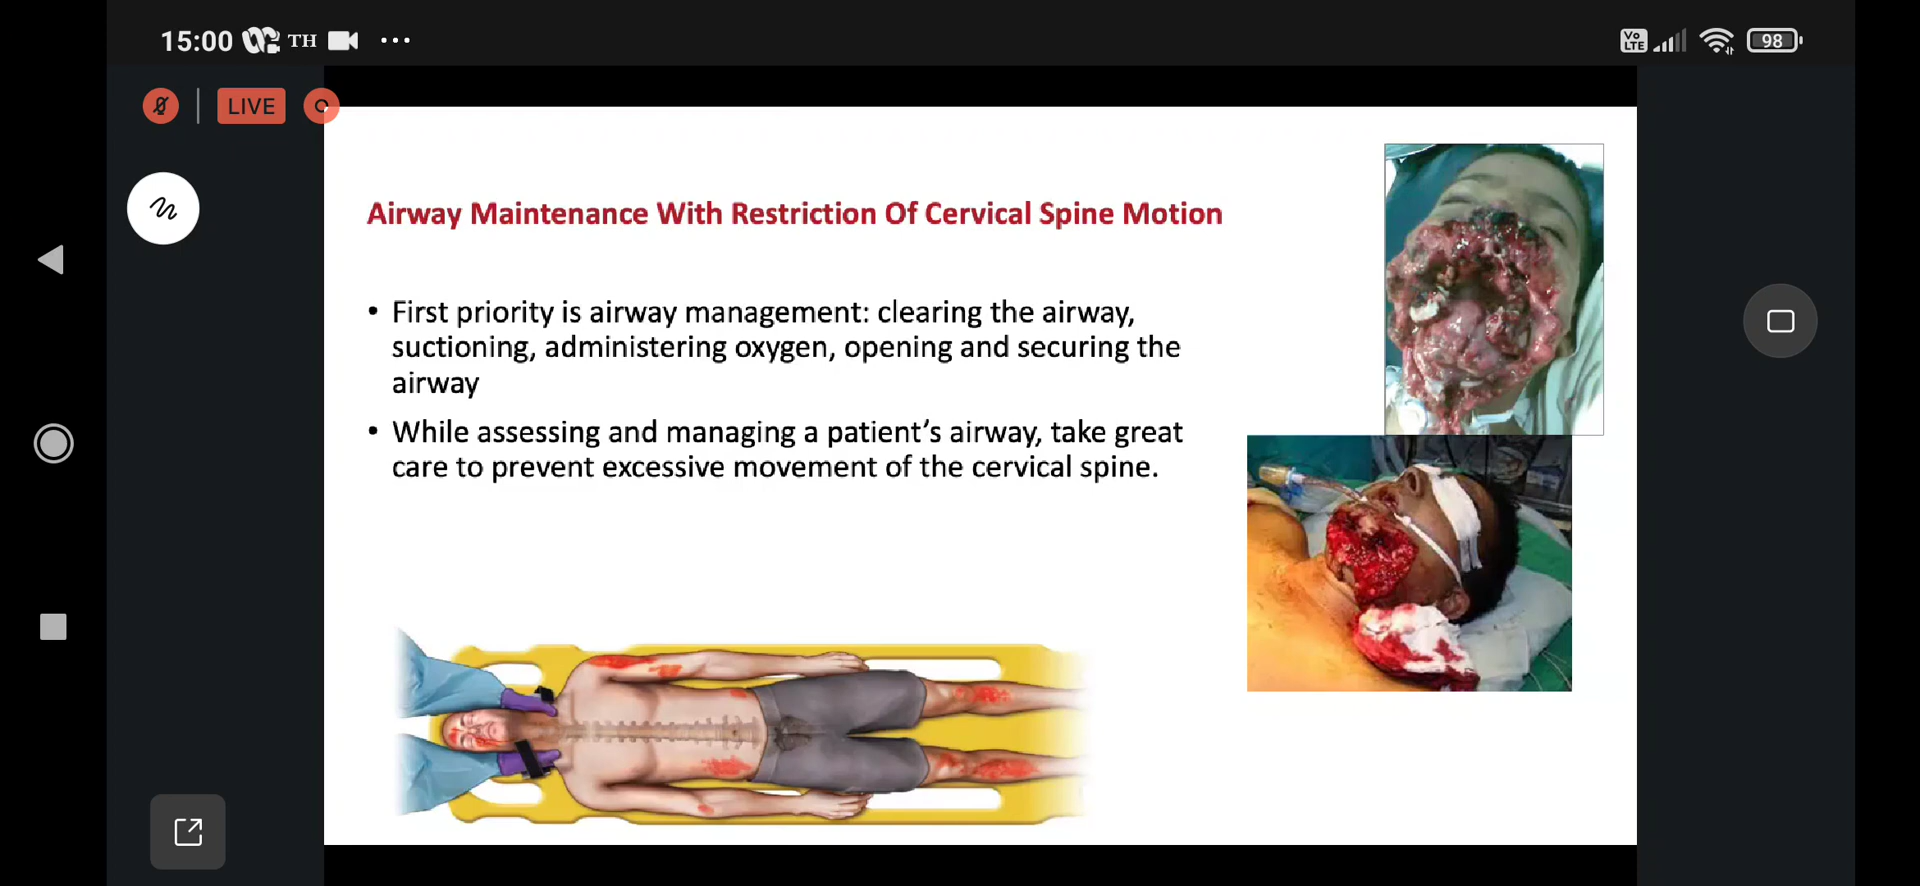 15:00 TH ...
Vo LTE 98
LIVE
Airway Maintenance With Restriction Of Cervical Spine Motion
• First priority is airway management: clearing the airway,
suctioning, administering oxygen, opening and securing the
airway
• While assessing and managing a patient's airway, take great
care to prevent excessive movement of the cervical spine.